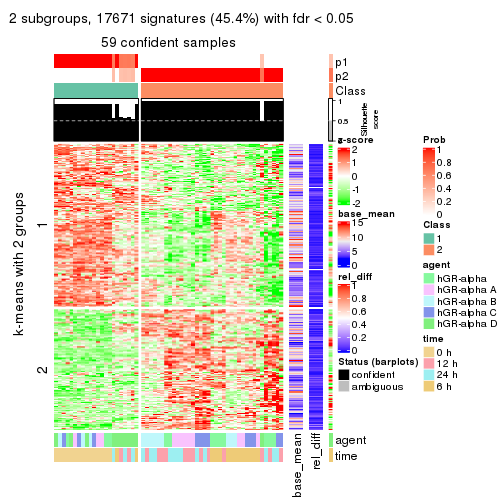 2 subgroups, 17671 signatures (45.4%) with fdr < 0.05
59 confident samples
p1
p2
Class
1
0.5
0
Silhouette
score
k-means with 2 groups
1
2
z-score
2
1
0
-1
-2
base_mean
15
10
5
0
rel_diff
1
0.8
0.6
0.4
0.2
0
Status (barplots)
confident
ambiguous
Prob
1
0.8
0.6
0.4
0.2
0
Class
1
2
agent
hGR-alpha
hGR-alpha A
hGR-alpha B
hGR-alpha C
hGR-alpha D
time
0 h
12 h
24 h
6 h
agent
time
base_mean
rel_diff